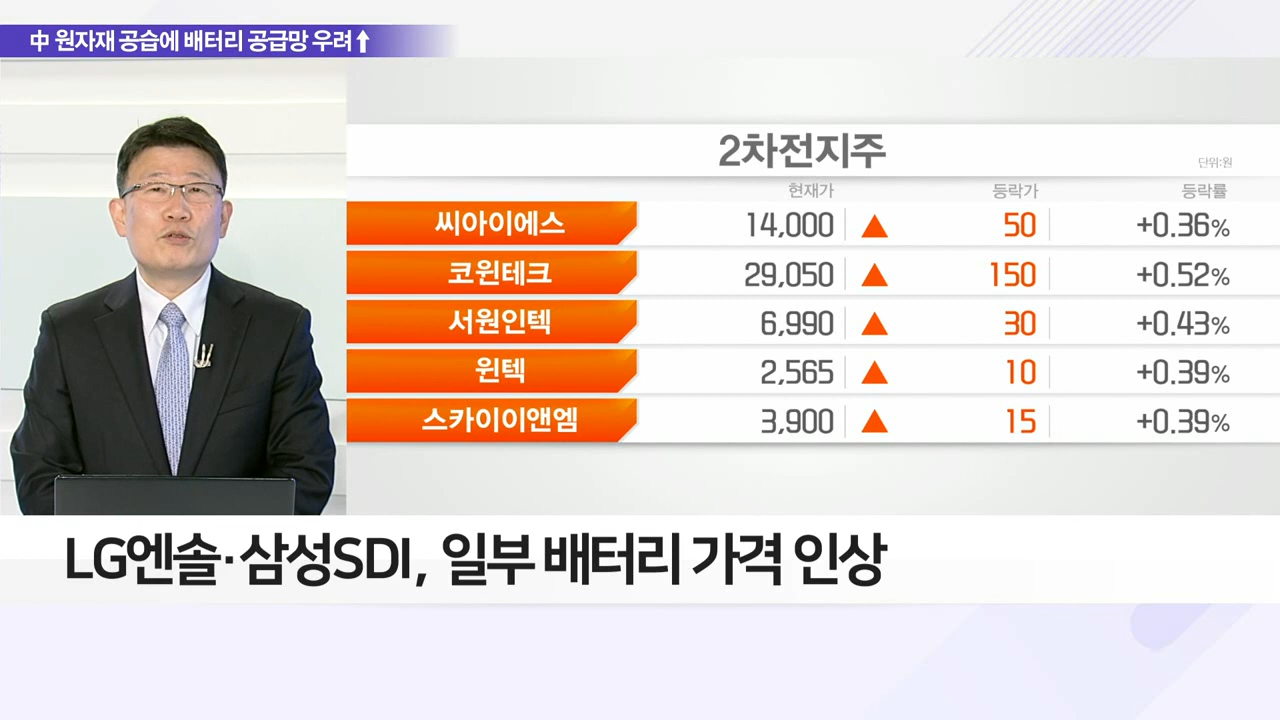 中 원자재 공습에 배터리 공급망 우려↑
2차전지주
단위:원
현재가 등락가 등락률
씨아이에스 14,000 ▲ 50 +0.36%
코윈테크 29,050 ▲ 150 +0.52%
서원인텍 6,990 ▲ 30 +0.43%
윈텍 2,565 ▲ 10 +0.39%
스카이이앤엠 3,900 ▲ 15 +0.39%
LG엔솔·삼성SDI, 일부 배터리 가격 인상